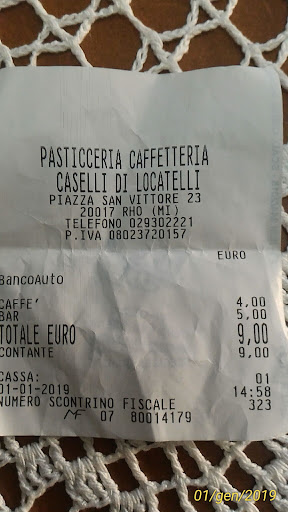 PASTICCERIA CAFFETTERIA
CASELLI DI LOCATELLI
PIAZZA SAN VITTORE 23
20017 RHO (MI)
TELEFONO 029302221
P.IVA 08023720157
EURO
BancoAuto
CAFFE' 4,00
BAR 5,00
TOTALE EURO 9,00
CONTANTE 9,00
CASSA: 01
01-01-2019 14:58
NUMERO SCONTRINO FISCALE 323
MF 07 80014179
01/gen/2019